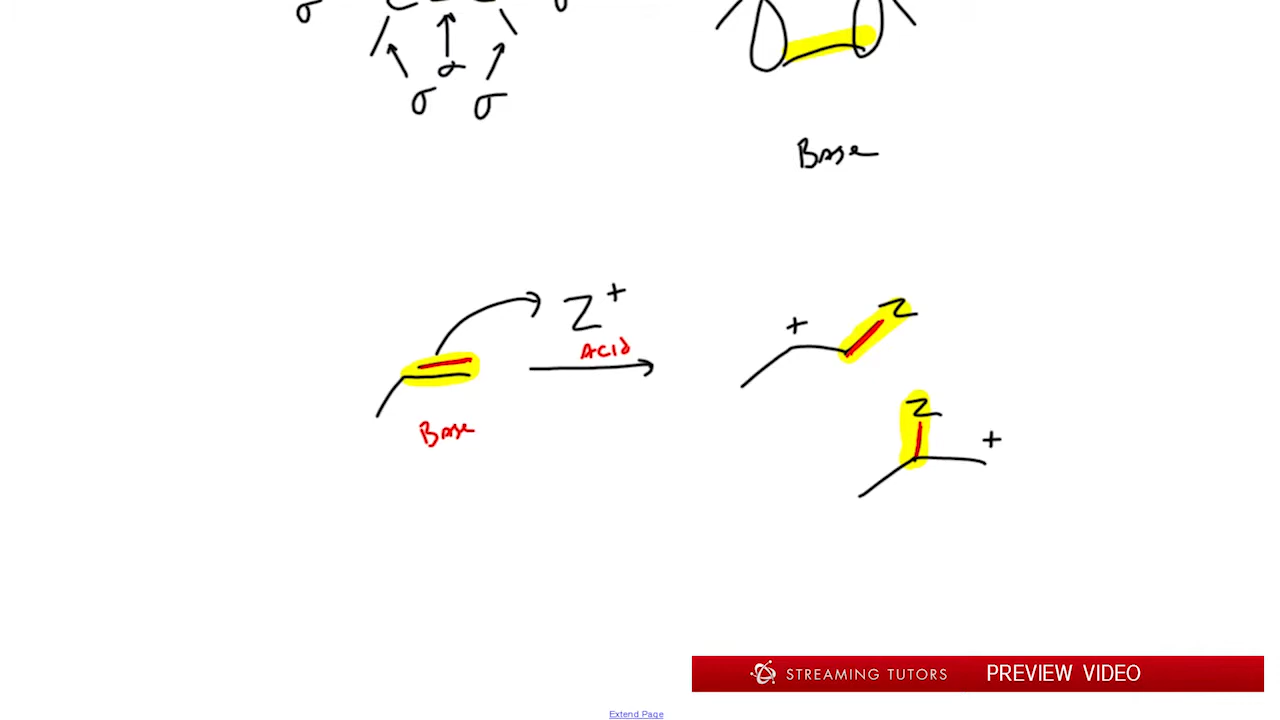 σ
σ
σ σ
Base
Z+
Acid
+ Z
Base
Z
+
STREAMING TUTORS PREVIEW VIDEO
Extend Page